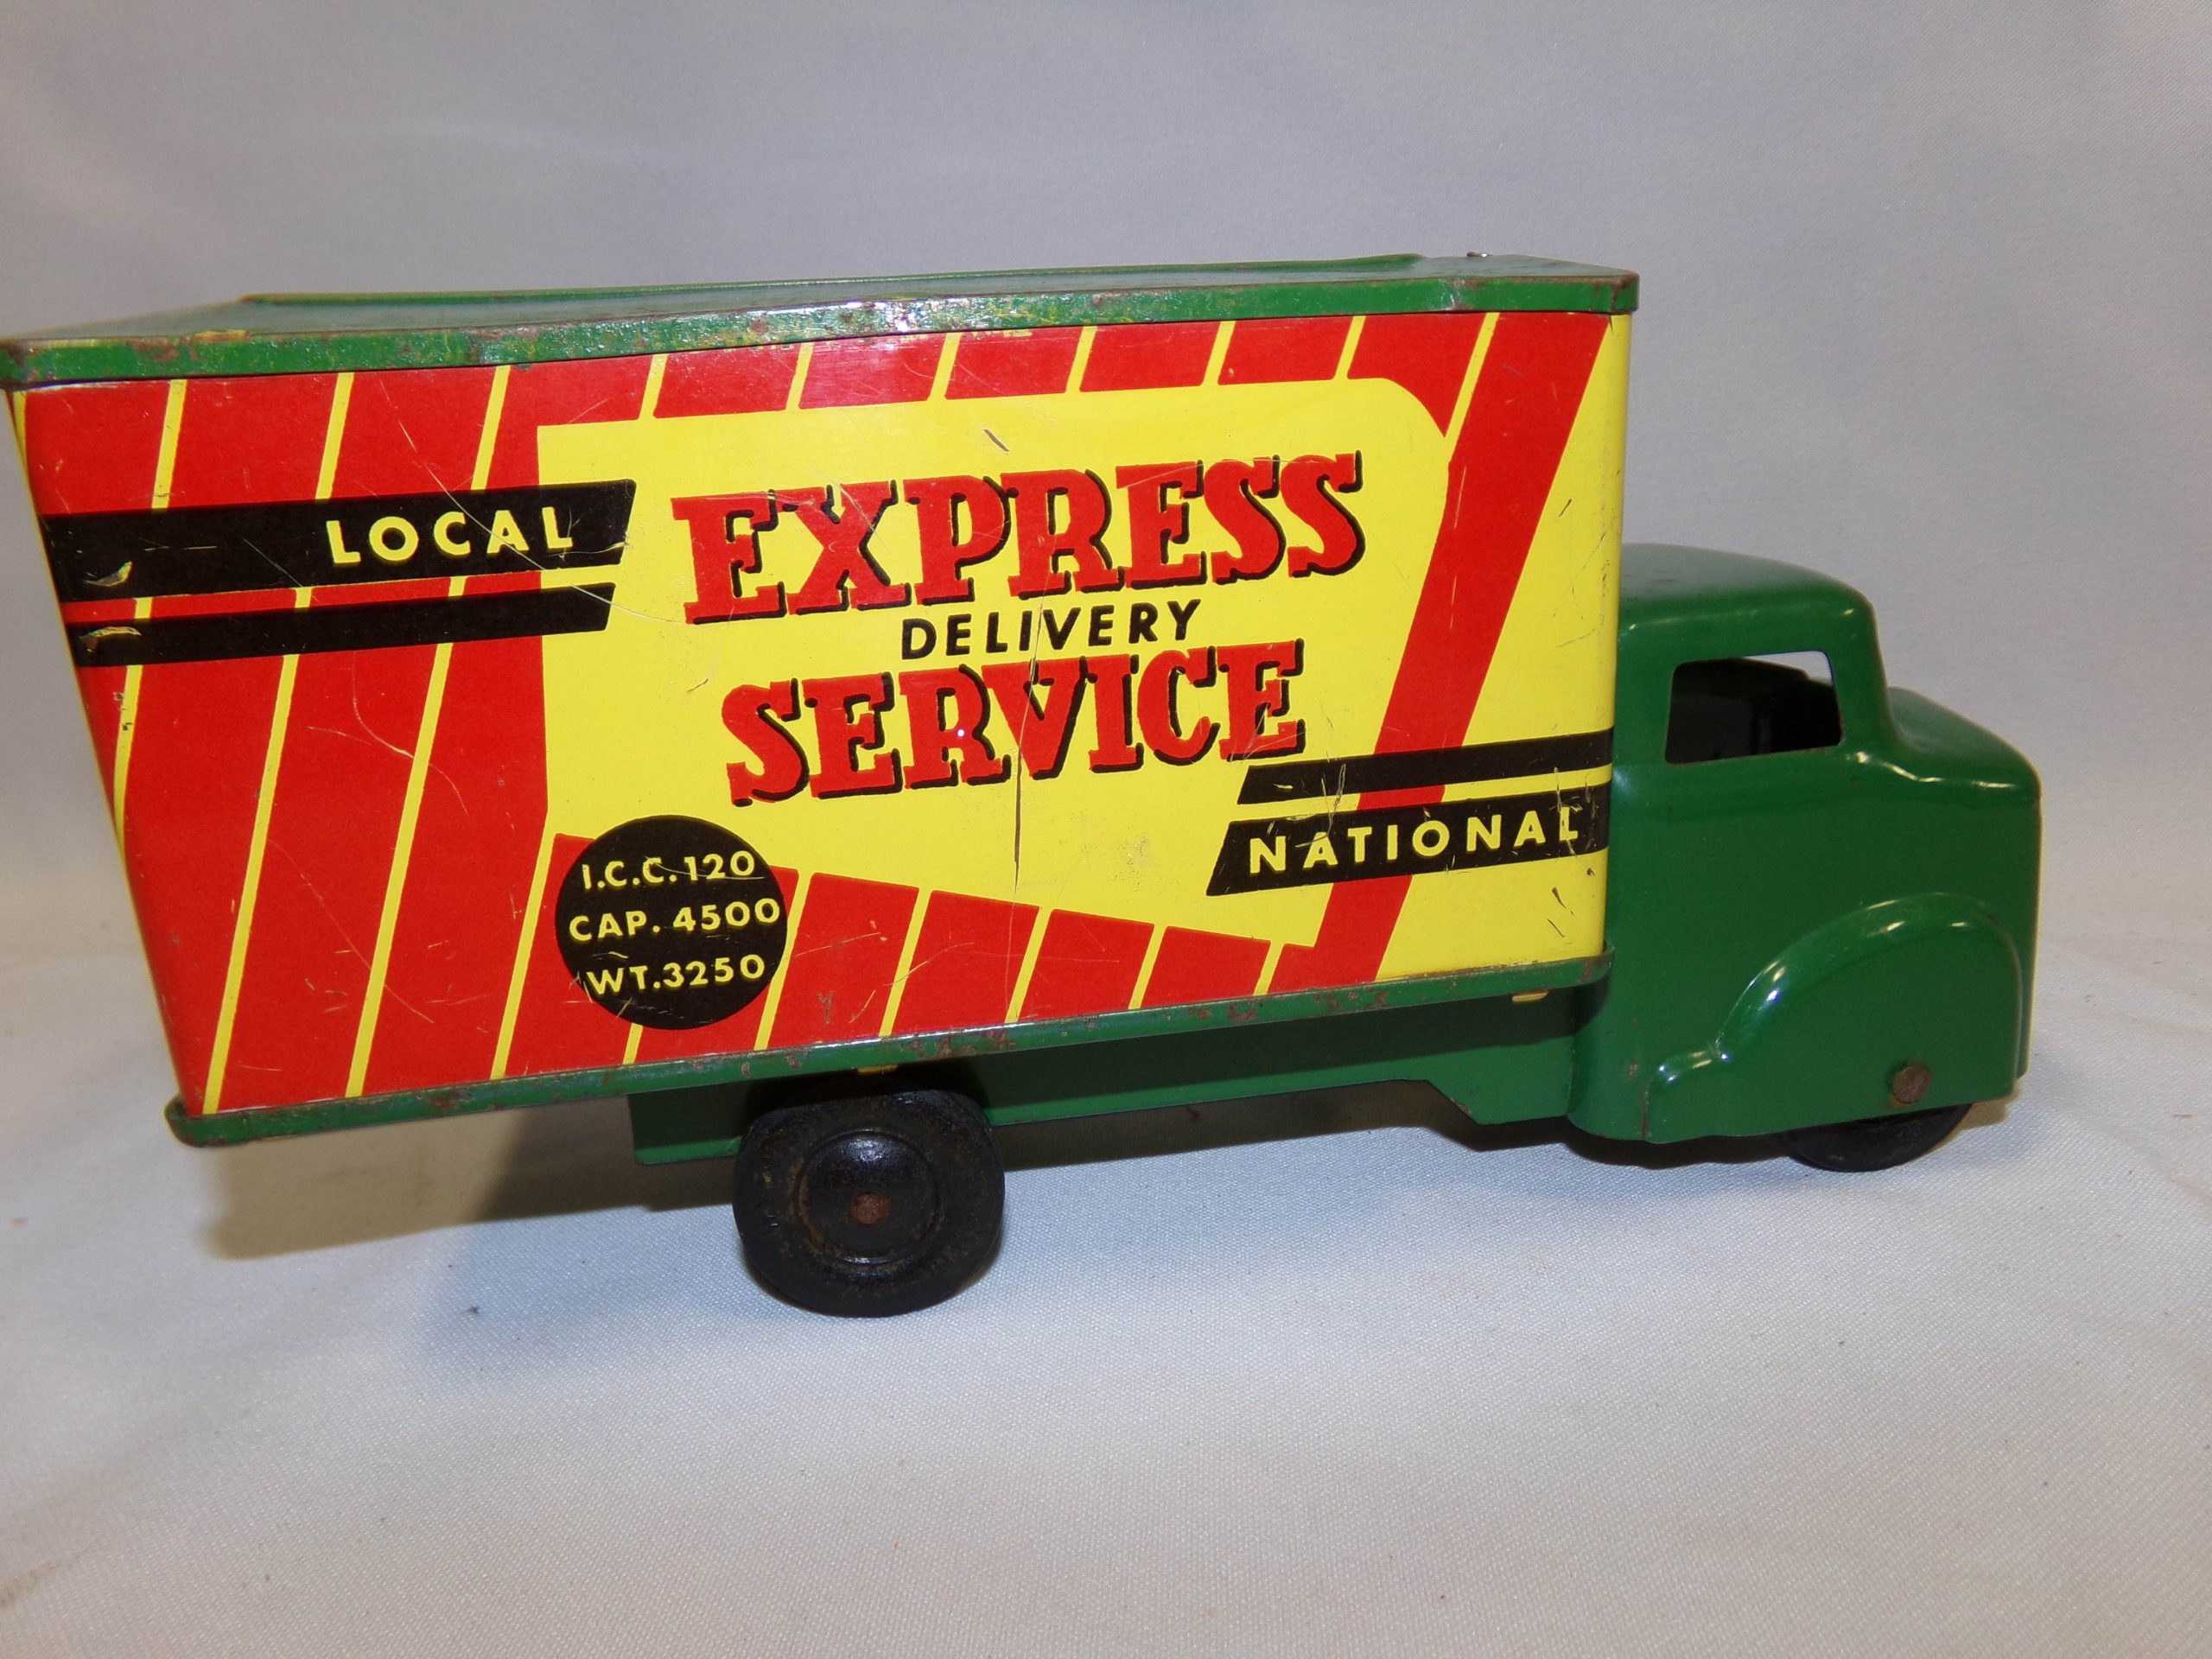 LOCAL
EXPRESS
DELIVERY
SERVICE
NATIONAL
I.C.C.120
CAP. 4500
WT.3250